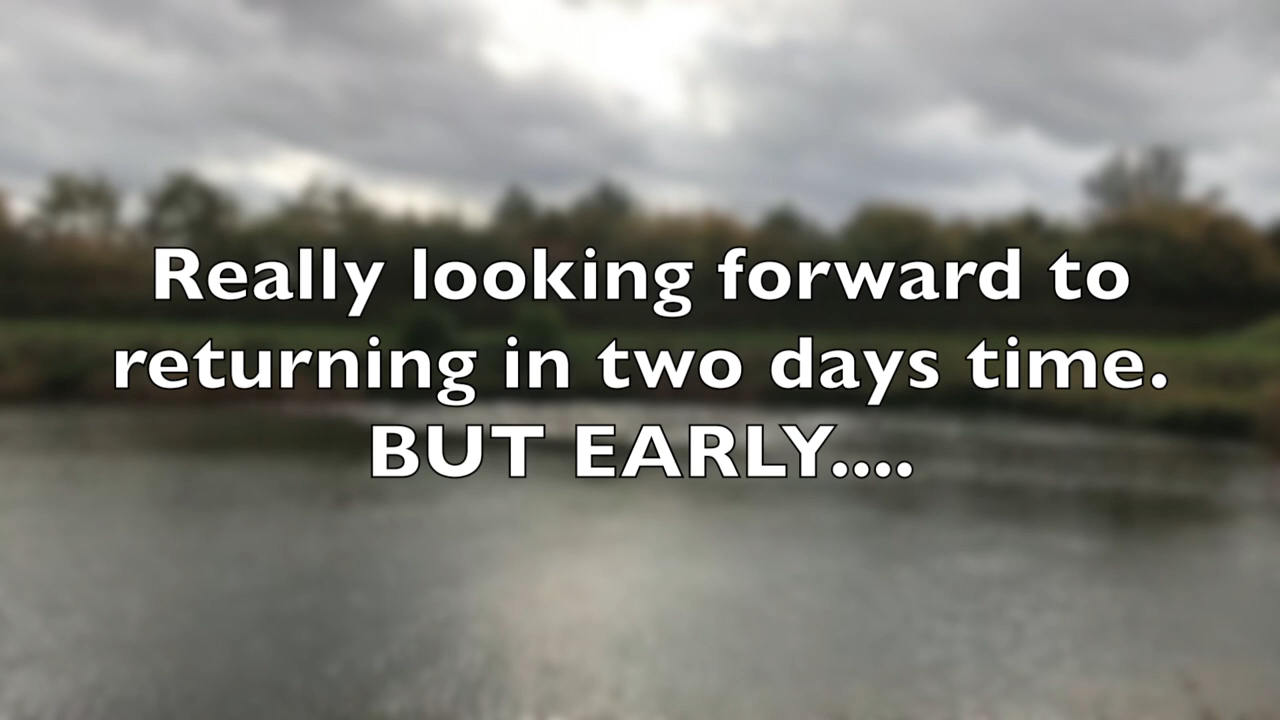 Really looking forward to
returning in two days time.
BUT EARLY....